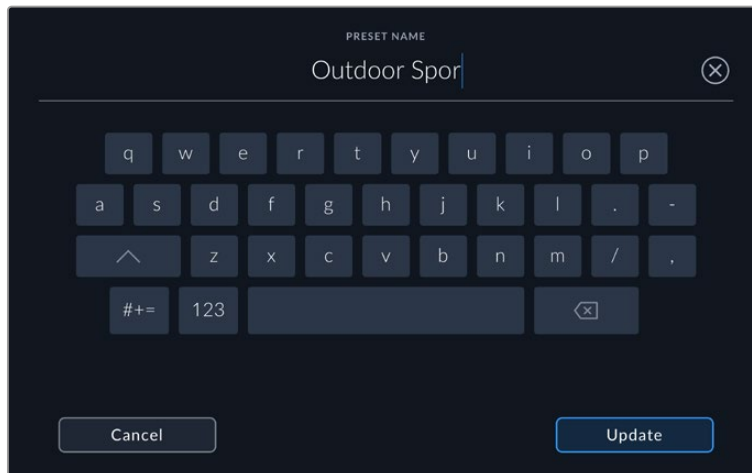 PRESET NAME
Outdoor Spor
q w e r t y u i o p
a s d f g h j k l . -
z x c v b n m / ,
#+= 123
Cancel Update